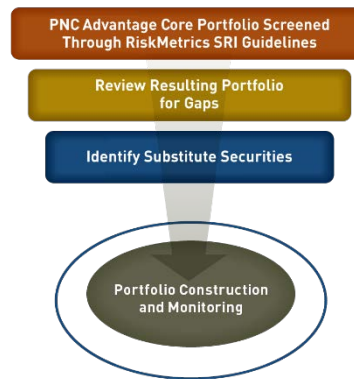 PNC Advantage Core Portfolio Screened
Through RiskMetrics SRI Guidelines
Review Resulting Portfolio
for Gaps
Identify Substitute Securities
Portfolio Construction
and Monitoring